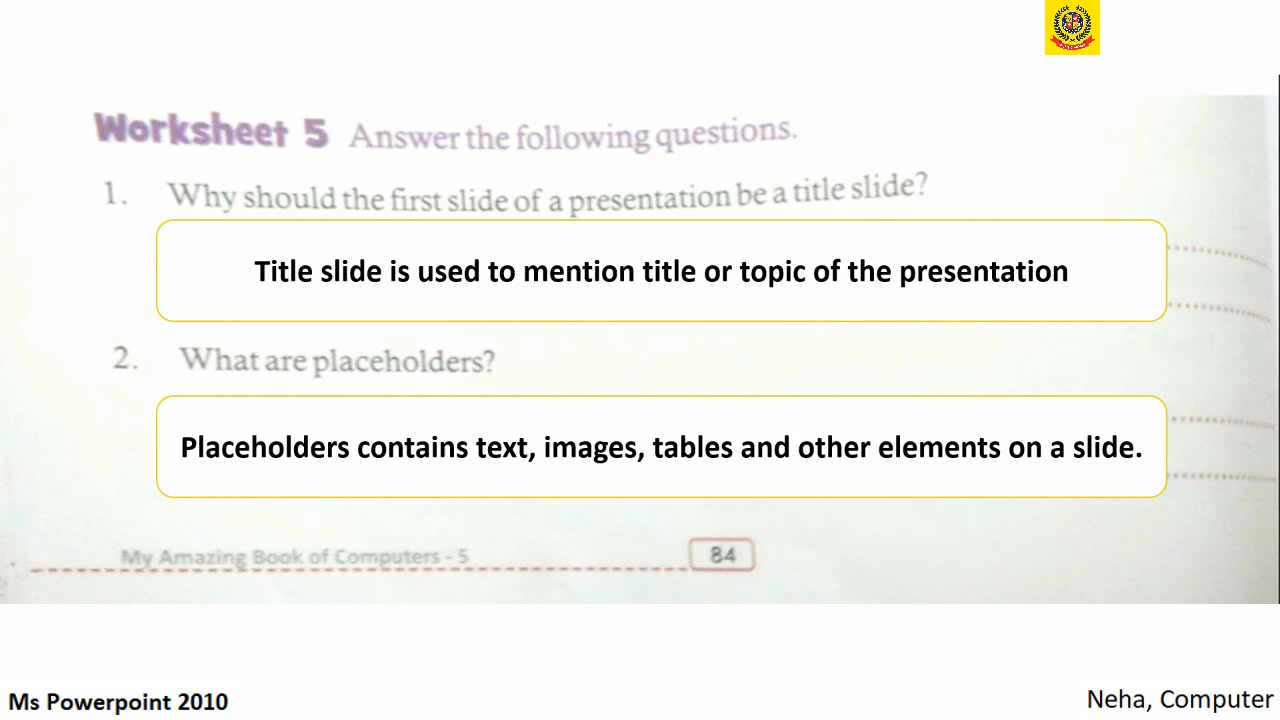 Worksheet 5 Answer the following questions.
1. Why should the first slide of a presentation be a title slide?
Title slide is used to mention title or topic of the presentation
2. What are placeholders?
Placeholders contains text, images, tables and other elements on a slide.
My Amazing Book of Computers - 5
84
Ms Powerpoint 2010
Neha, Computer